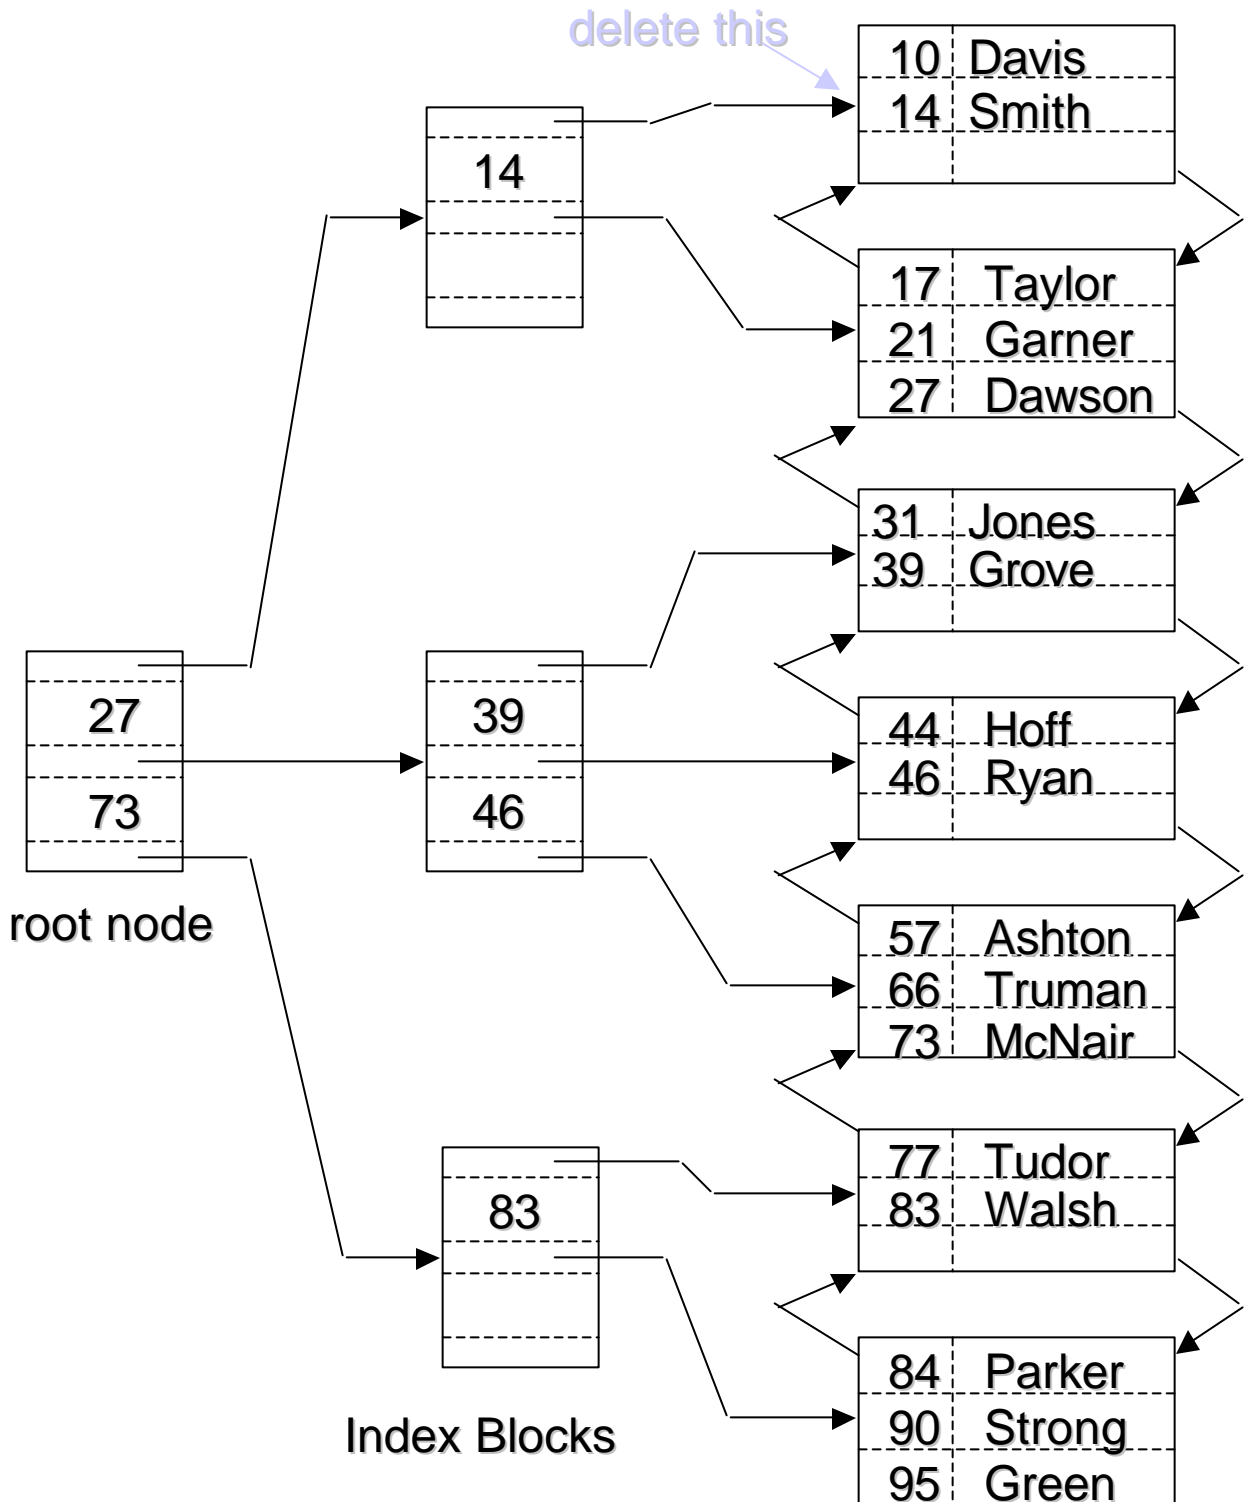 delete this
10 Davis
14 Smith
14
17 Taylor
21 Garner
27 Dawson
31 Jones
39 Grove
27
73
root node
39
46
44 Hoff
46 Ryan
57 Ashton
66 Truman
73 McNair
83
77 Tudor
83 Walsh
Index Blocks
84 Parker
90 Strong
95 Green